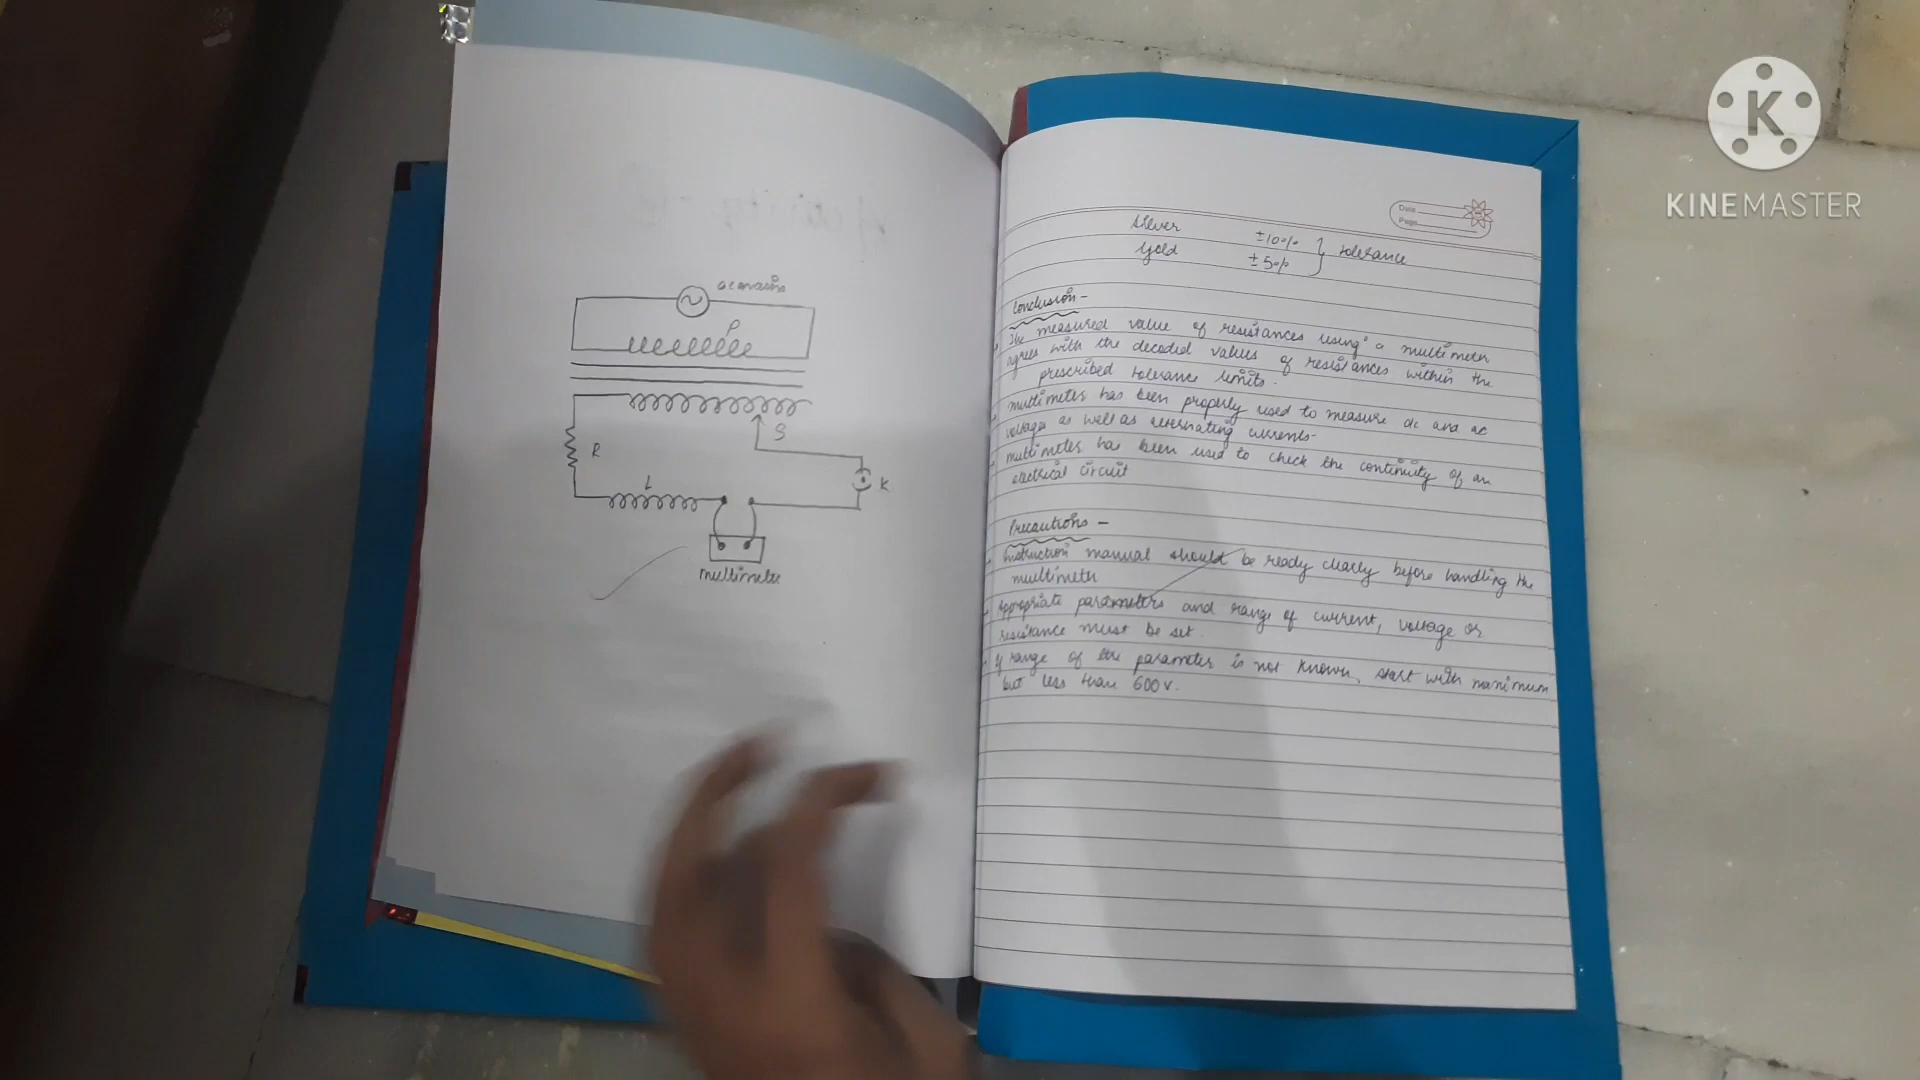 ac mains
P
S
R
L
K
multimeter
Date
Page
Silver ±10%
Gold ±5% } tolerance
Conclusion -
The measured value of resistances using a multimeter
agrees with the decoded values of resistances within the
prescribed tolerance limits.
multimeter has been properly used to measure dc and ac
voltages as well as alternating currents.
multimeter has been used to check the continuity of an
electrical circuit
Precautions -
Instruction manual should be ready clearly before handling the
multimeter
Appropriate parameters and range of current, voltage or
resistance must be set.
If range of the parameter is not known, start with maximum
but less than 600 v.
K
KINEMASTER